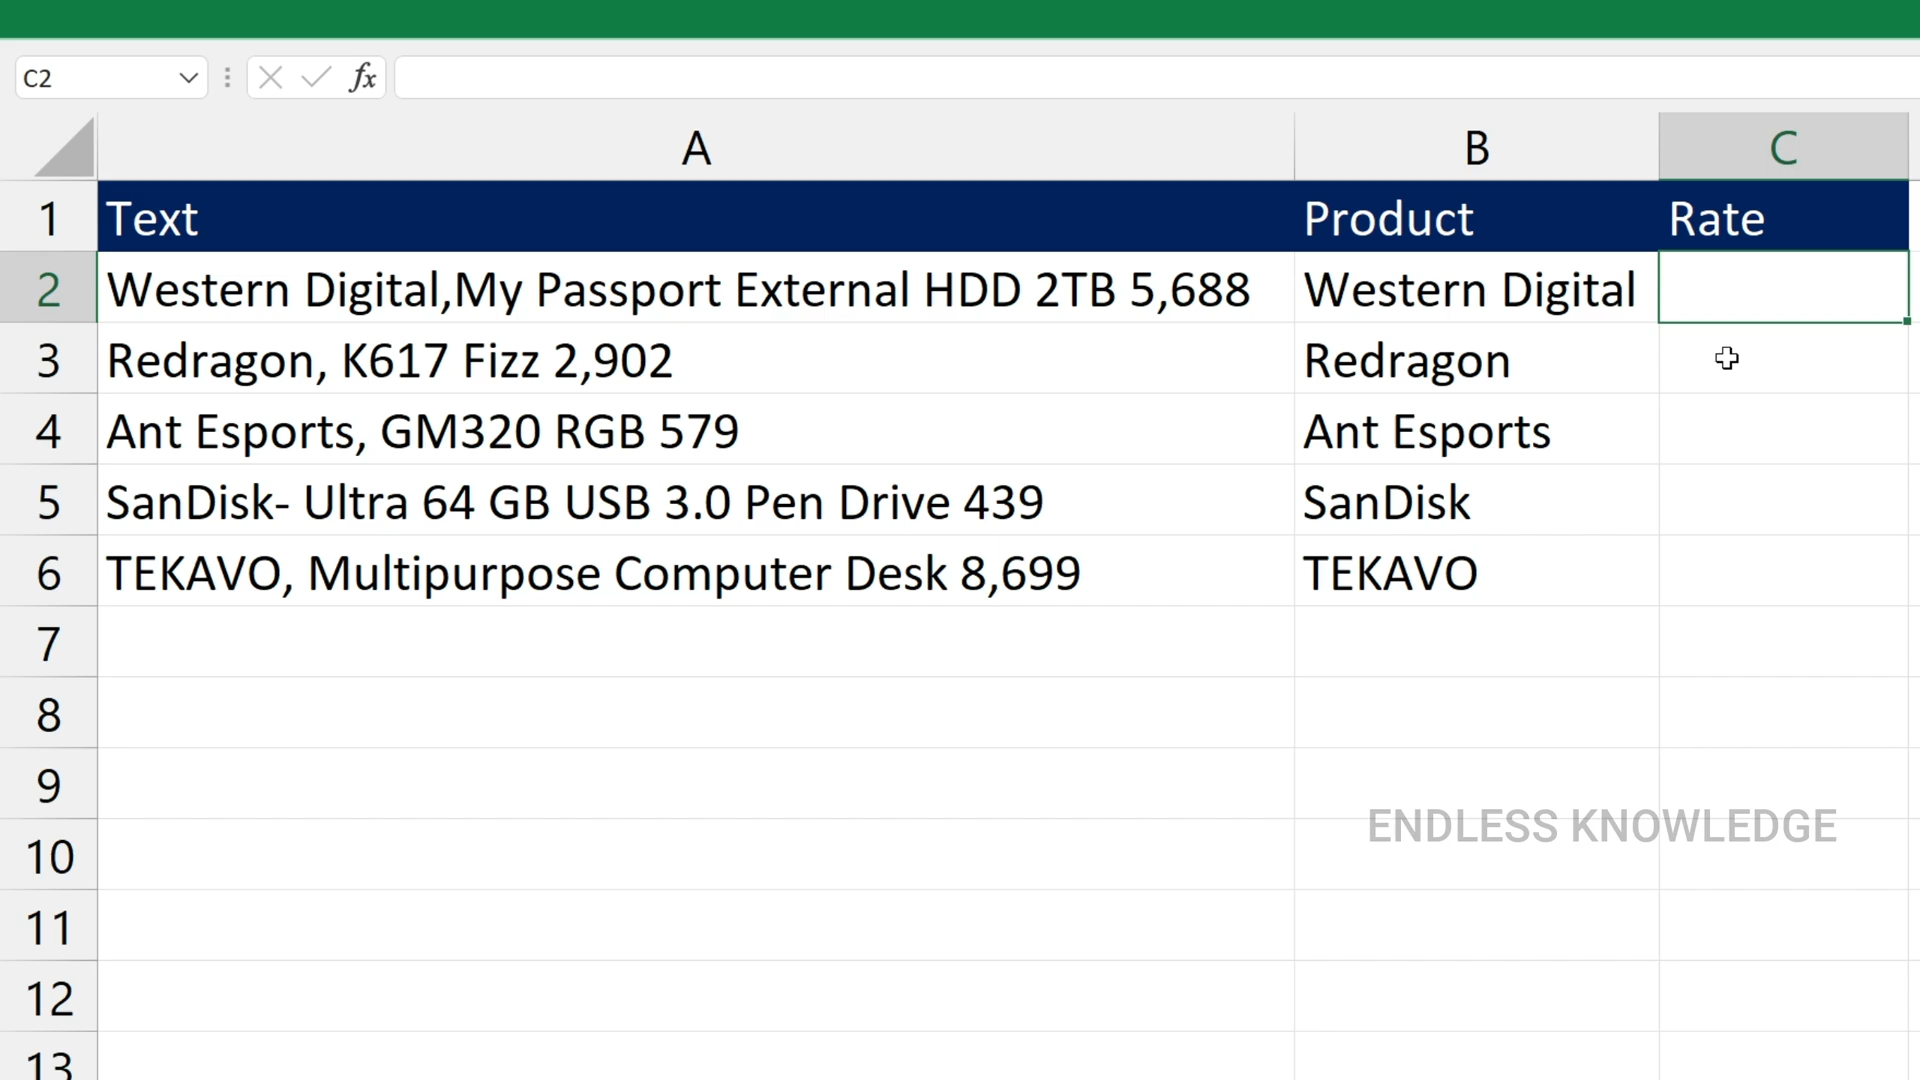 C2 fx
A B C
1 Text Product Rate
2 Western Digital,My Passport External HDD 2TB 5,688 Western Digital
3 Redragon, K617 Fizz 2,902 Redragon
4 Ant Esports, GM320 RGB 579 Ant Esports
5 SanDisk- Ultra 64 GB USB 3.0 Pen Drive 439 SanDisk
6 TEKAVO, Multipurpose Computer Desk 8,699 TEKAVO
7
8
9
ENDLESS KNOWLEDGE
10
11
12
13